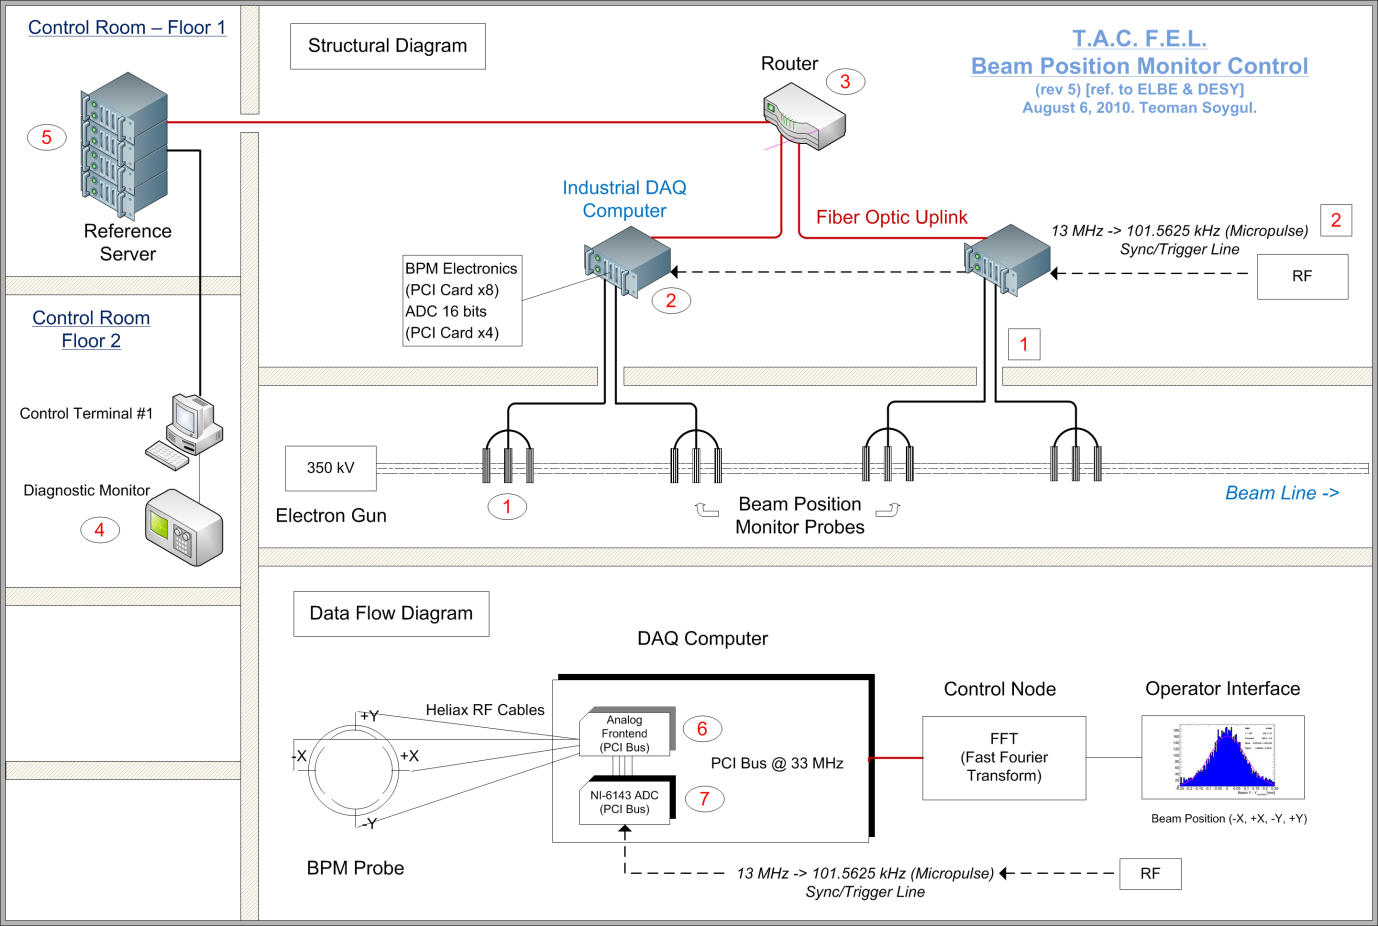 Control Room – Floor 1
Structural Diagram
T.A.C. F.E.L.
Beam Position Monitor Control
(rev 5) [ref. to ELBE & DESY]
August 6, 2010. Teoman Soygul.
Router
3
5
Reference
Server
Industrial DAQ
Computer
Fiber Optic Uplink
13 MHz -> 101.5625 kHz (Micropulse)
Sync/Trigger Line
2
RF
BPM Electronics
(PCI Card x8)
ADC 16 bits
(PCI Card x4)
2
1
Control Room
Floor 2
Control Terminal #1
Diagnostic Monitor
4
350 kV
Electron Gun
1
Beam Position
Monitor Probes
Beam Line ->
Data Flow Diagram
DAQ Computer
Heliax RF Cables
+Y
-X
+X
-Y
BPM Probe
Analog
Frontend
(PCI Bus)
6
NI-6143 ADC
(PCI Bus)
7
PCI Bus @ 33 MHz
Control Node
FFT
(Fast Fourier
Transform)
Operator Interface
Beam Position (-X, +X, -Y, +Y)
13 MHz -> 101.5625 kHz (Micropulse)
Sync/Trigger Line
RF